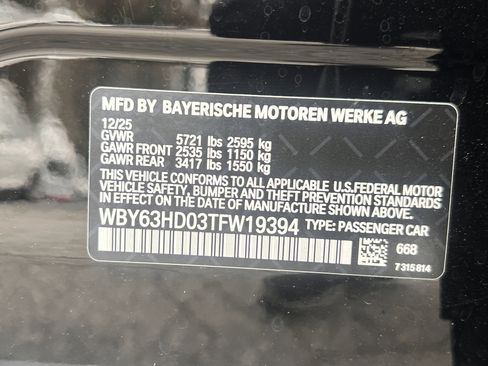 MFD BY BAYERISCHE MOTOREN WERKE AG
12/25
GVWR 5721 lbs 2595 kg
GAWR FRONT 2535 lbs 1150 kg
GAWR REAR 3417 lbs 1550 kg
THIS VEHICLE CONFORMS TO ALL APPLICABLE U.S.FEDERAL MOTOR
VEHICLE SAFETY, BUMPER AND THEFT PREVENTION STANDARDS
IN EFFECT ON THE DATE OF MANUFACTURE SHOWN ABOVE.
WBY63HD03TFW19394 TYPE: PASSENGER CAR
668
7315814